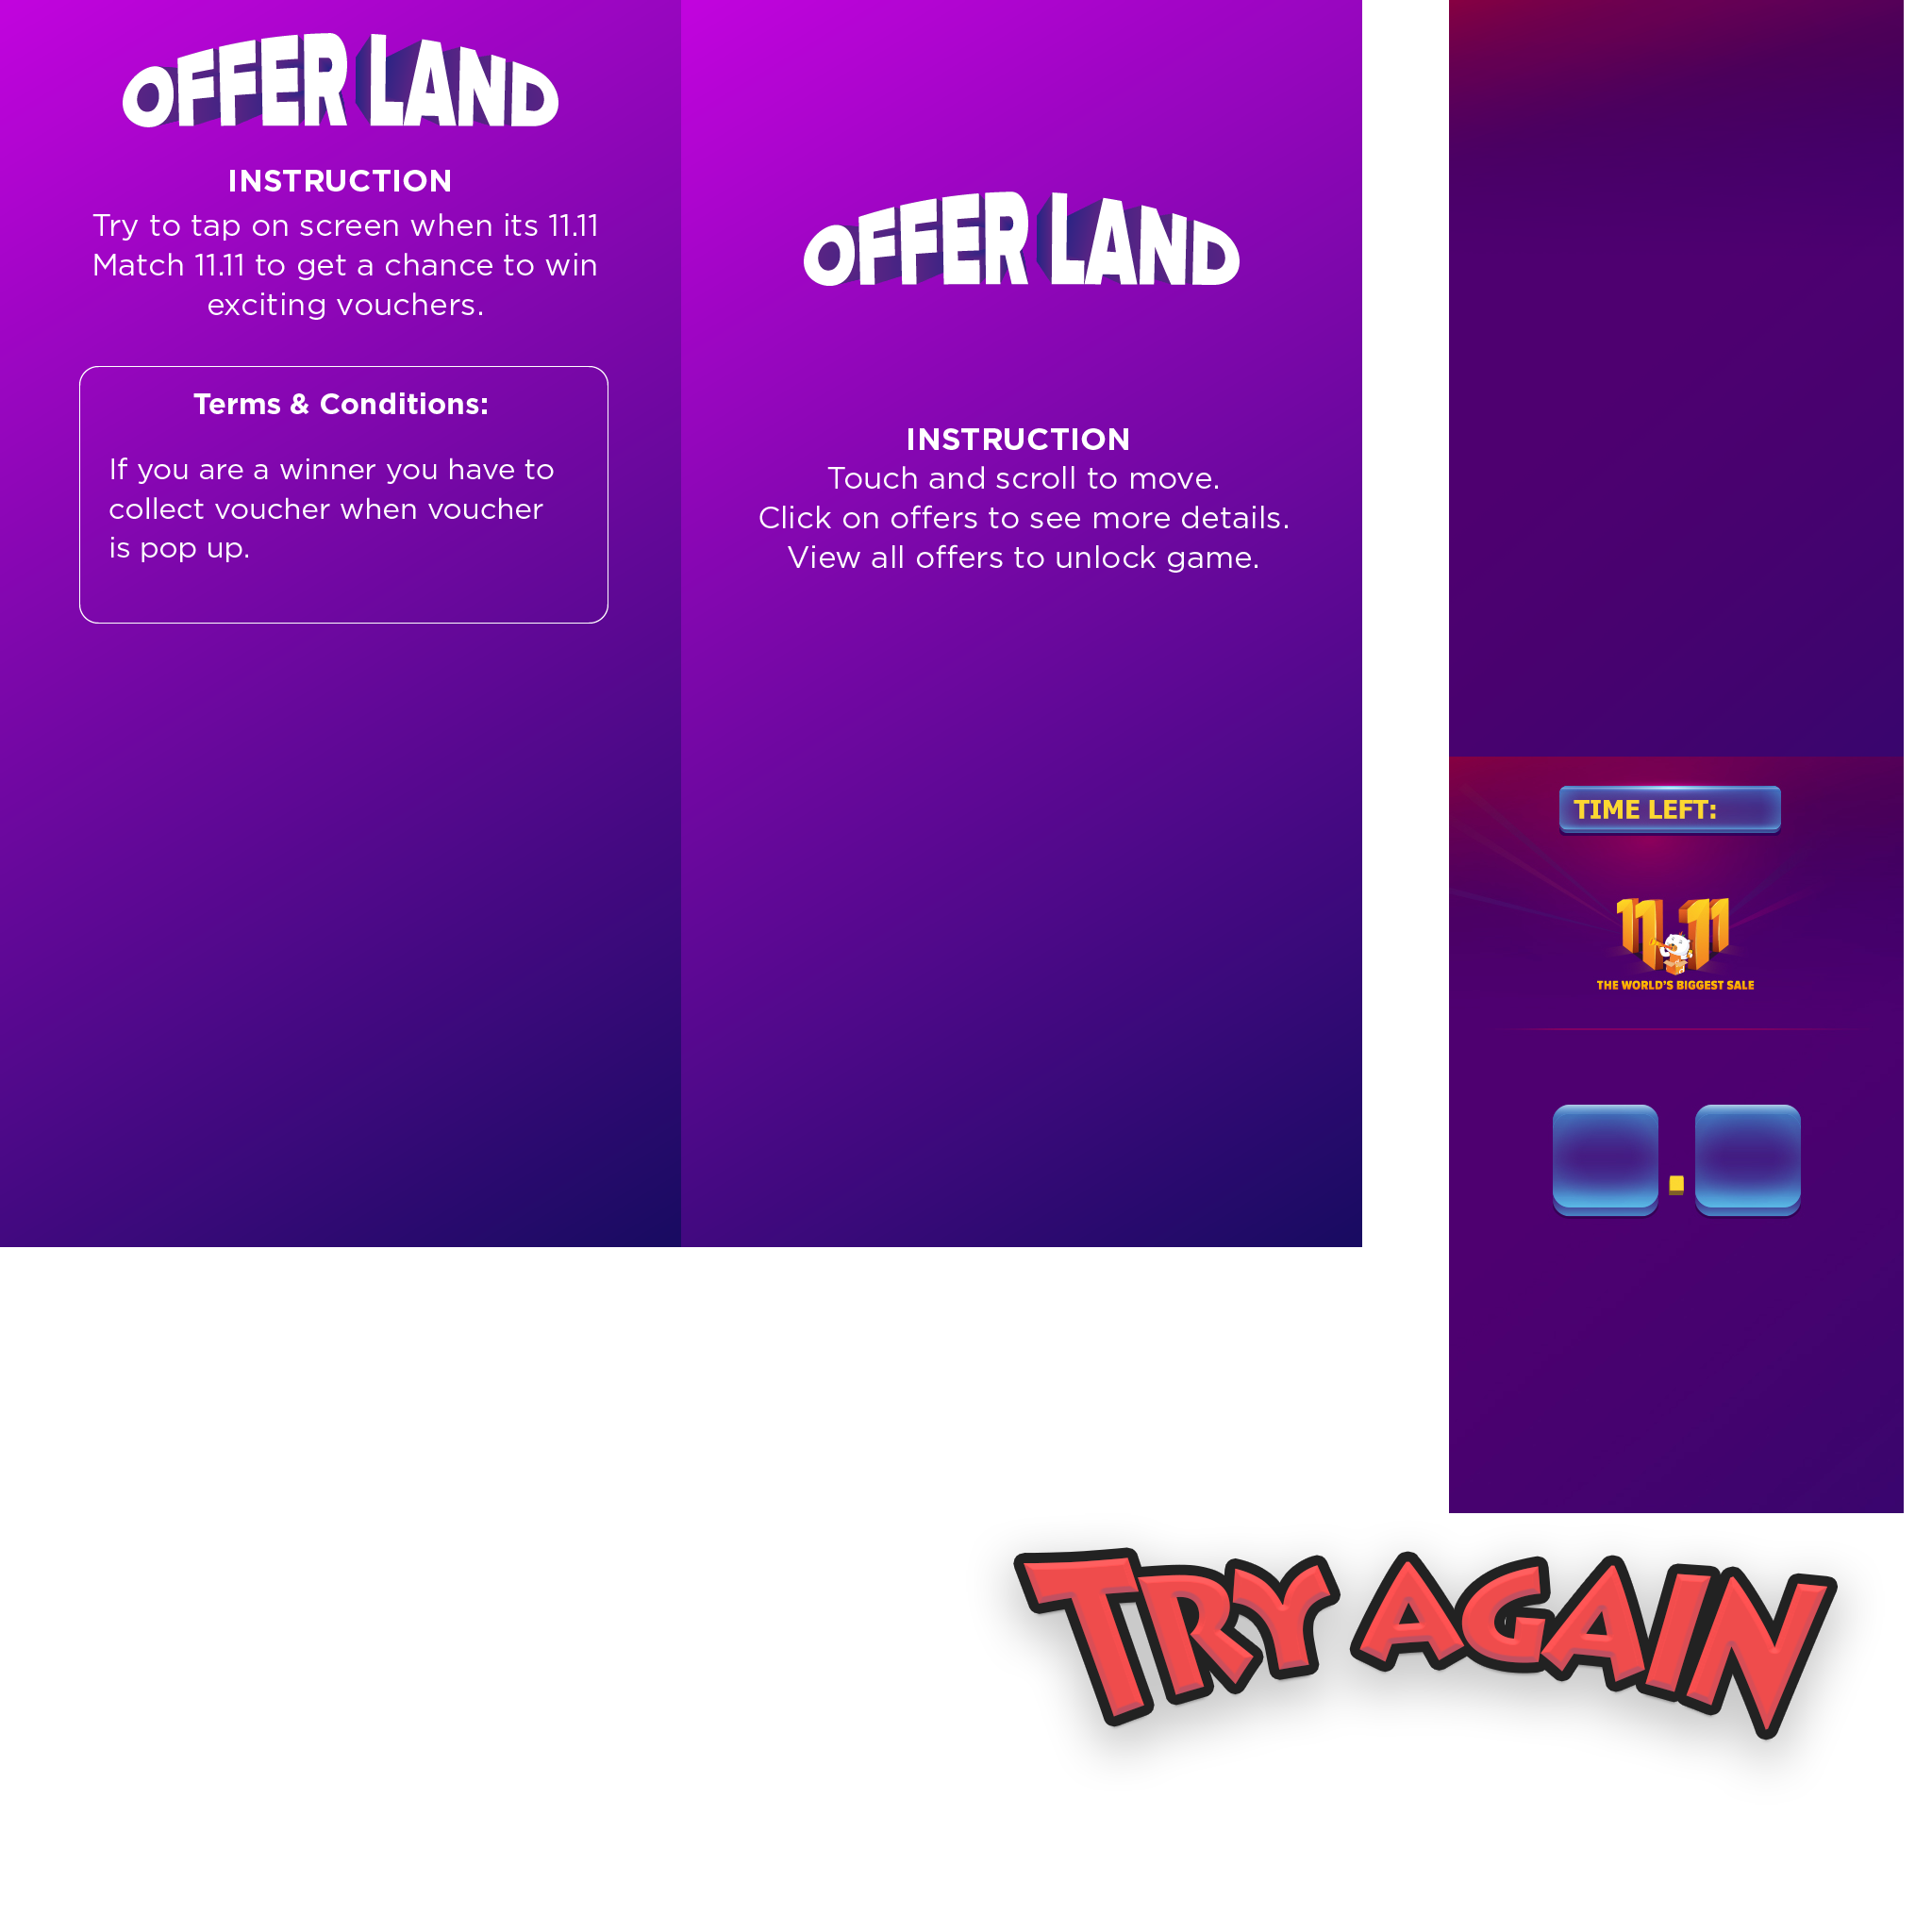 OFFER LAND
INSTRUCTION
Try to tap on screen when its 11.11
Match 11.11 to get a chance to win
exciting vouchers.
Terms & Conditions:
If you are a winner you have to
collect voucher when voucher
is pop up.
OFFER LAND
INSTRUCTION
Touch and scroll to move.
Click on offers to see more details.
View all offers to unlock game.
TIME LEFT:
11.11
THE WORLD'S BIGGEST SALE
.
TRY AGAIN